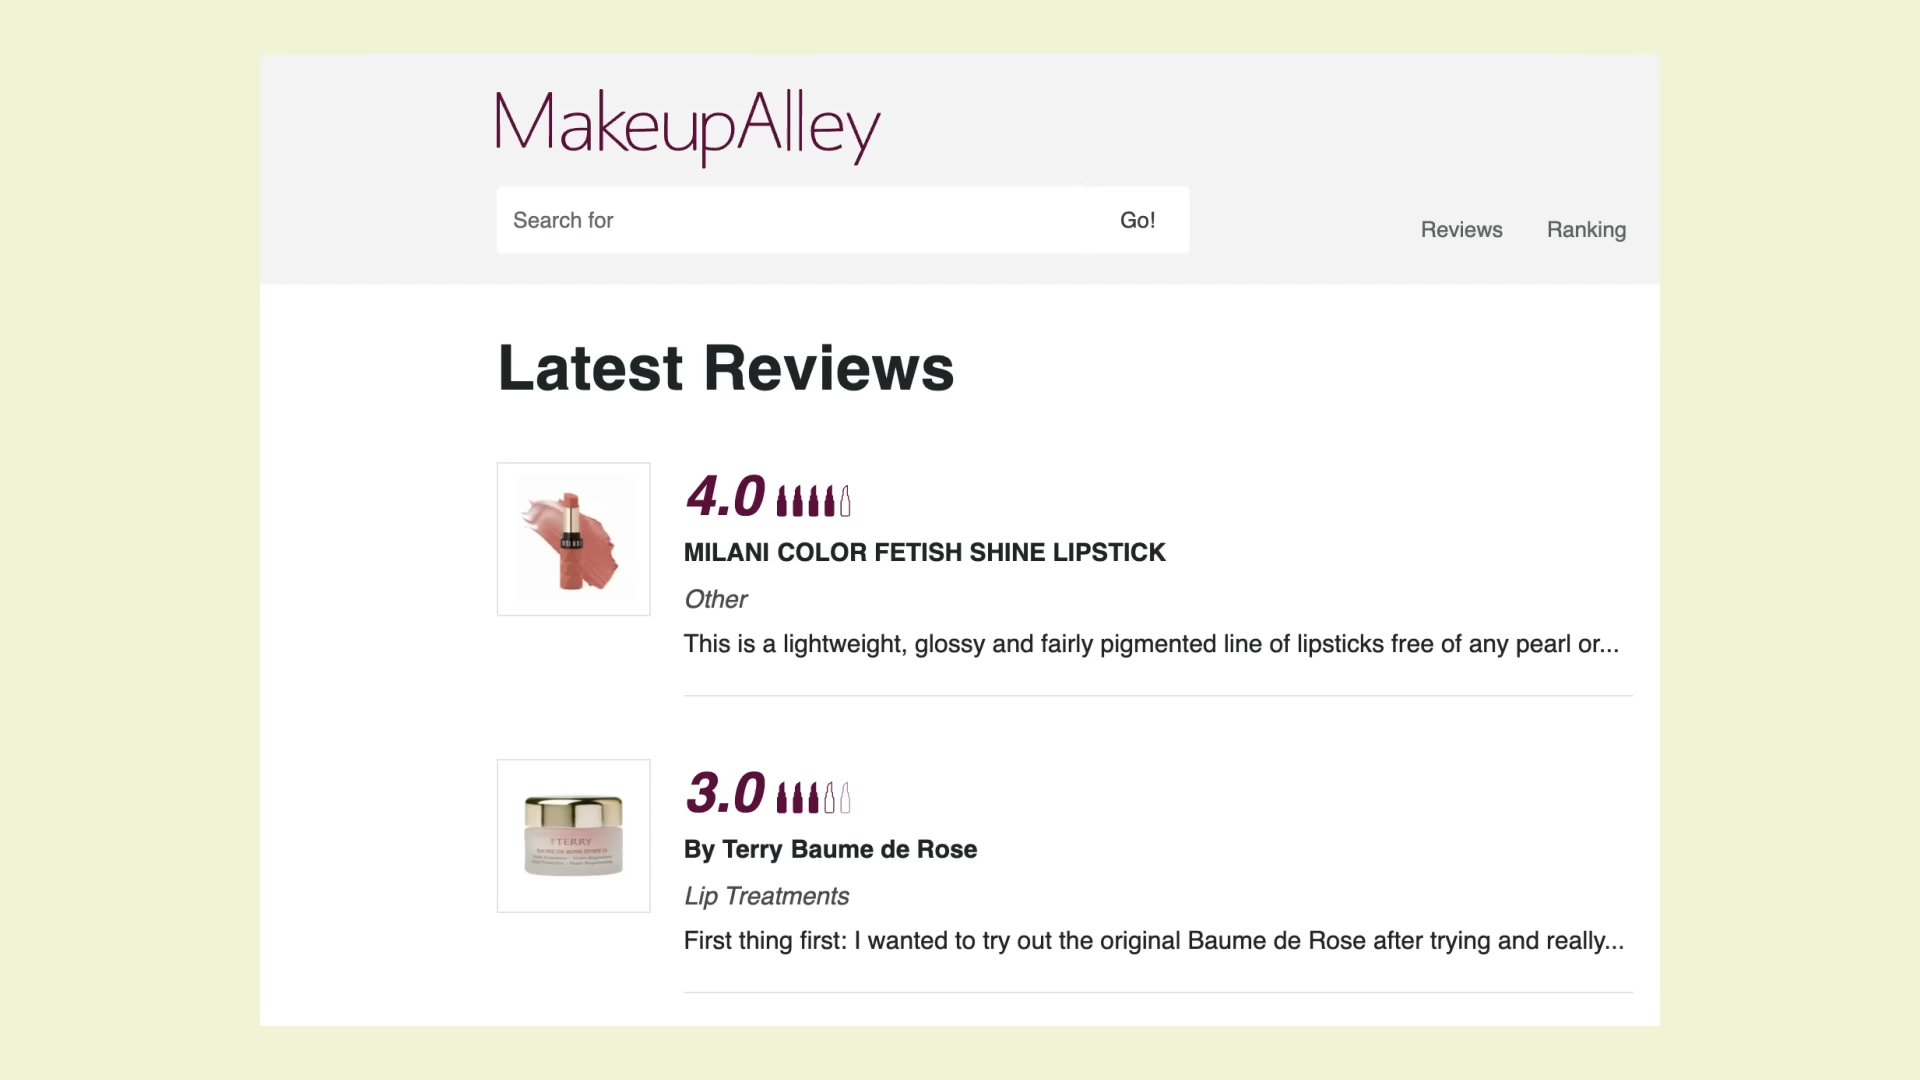 MakeupAlley
Search for
Go!
Reviews
Ranking
Latest Reviews
4.0
MILANI COLOR FETISH SHINE LIPSTICK
Other
This is a lightweight, glossy and fairly pigmented line of lipsticks free of any pearl or...
BY TERRY
3.0
By Terry Baume de Rose
Lip Treatments
First thing first: I wanted to try out the original Baume de Rose after trying and really...